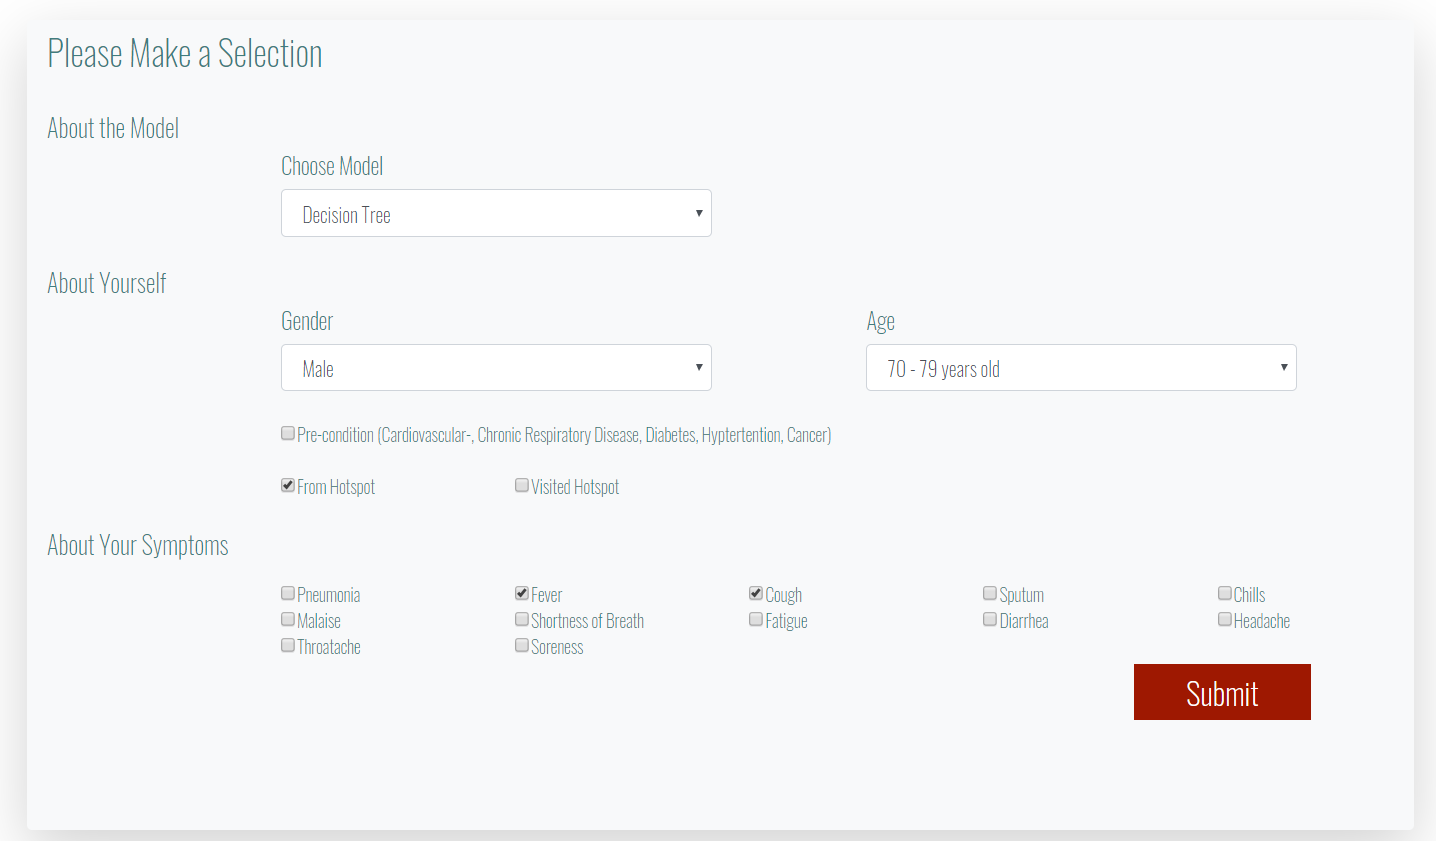 Please Make a Selection
About the Model
Choose Model
Decision Tree
About Yourself
Gender Age
Male 70 - 79 years old
Pre-condition (Cardiovascular-, Chronic Respiratory Disease, Diabetes, Hyptertention, Cancer)
From Hotspot Visited Hotspot
About Your Symptoms
Pneumonia Fever Cough Sputum Chills
Malaise Shortness of Breath Fatigue Diarrhea Headache
Throatache Soreness
Submit